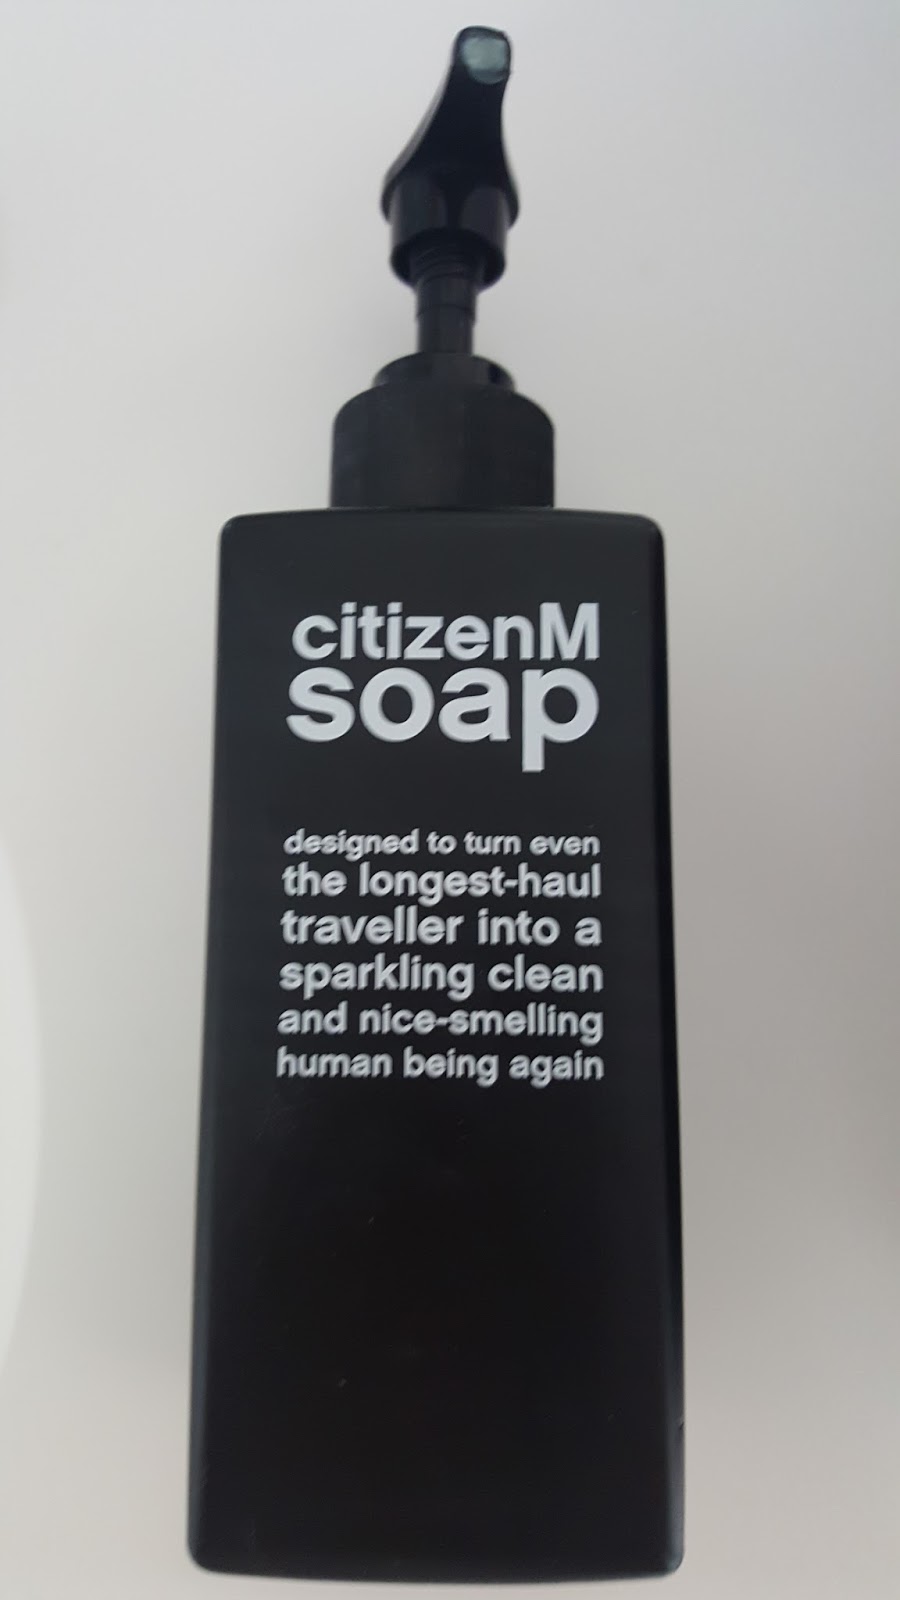 citizenM
soap
designed to turn even
the longest-haul
traveller into a
sparkling clean
and nice-smelling
human being again